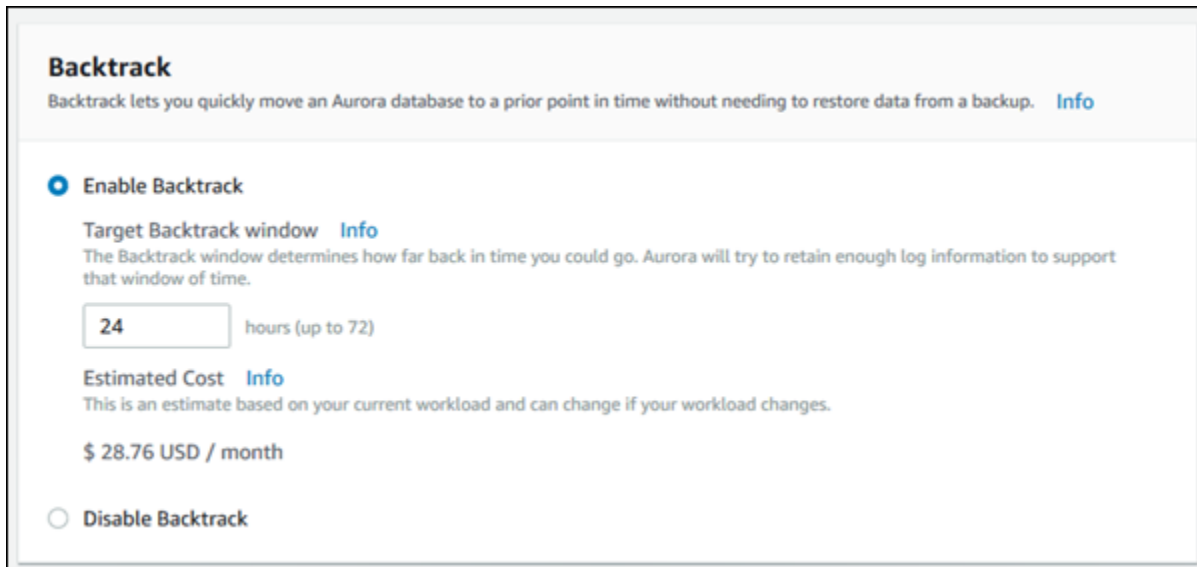 Backtrack
Backtrack lets you quickly move an Aurora database to a prior point in time without needing to restore data from a backup. Info
Enable Backtrack
Target Backtrack window Info
The Backtrack window determines how far back in time you could go. Aurora will try to retain enough log information to support
that window of time.
24 hours (up to 72)
Estimated Cost Info
This is an estimate based on your current workload and can change if your workload changes.
$ 28.76 USD / month
Disable Backtrack